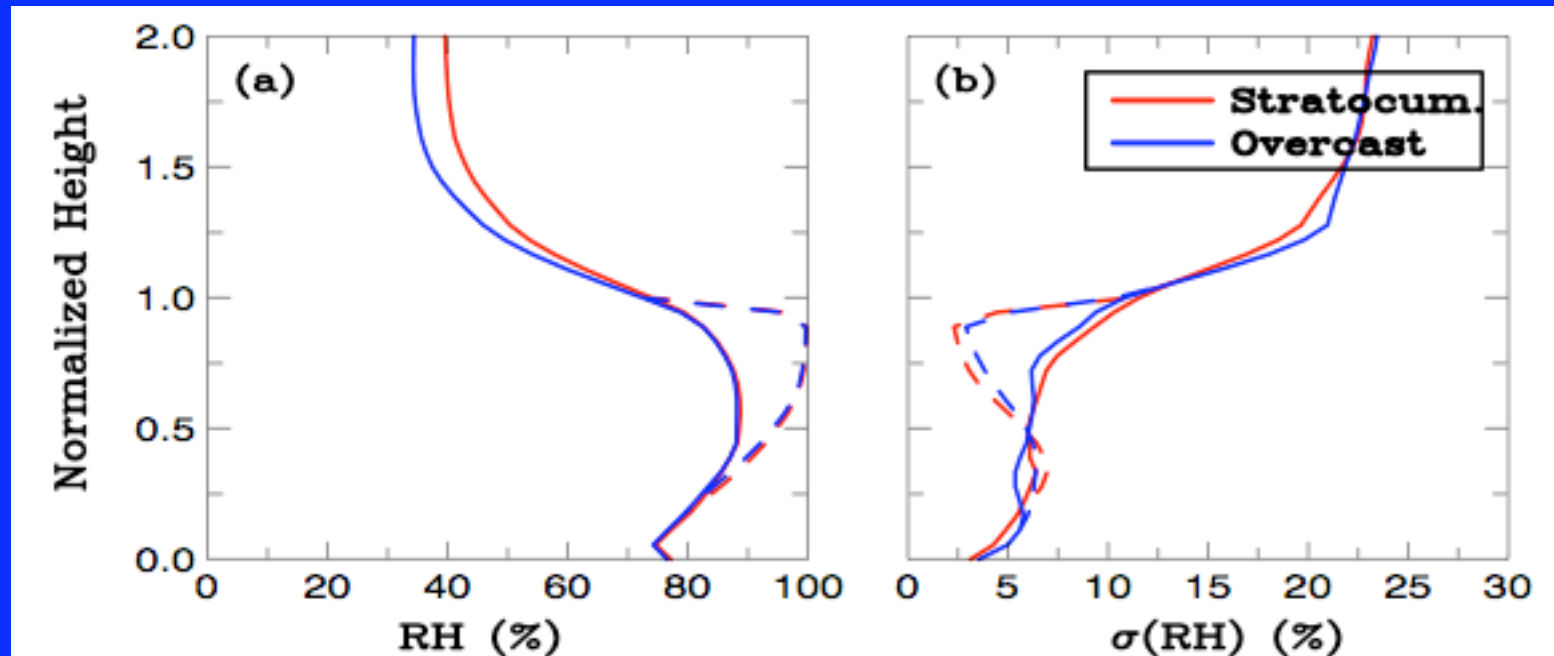 Normalized Height
2.0
1.5
1.0
0.5
0.0
(a)
0 20 40 60 80 100
RH (%)
(b)
Stratocum.
Overcast
0 5 10 15 20 25 30
σ(RH) (%)